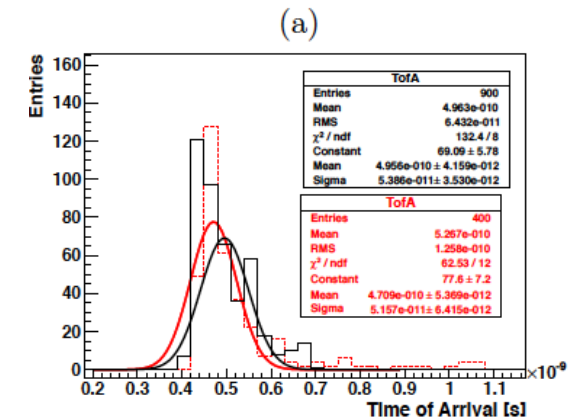 (a)
Entries
160
140
120
100
80
60
40
20
0
TofA
Entries 900
Mean 4.963e-010
RMS 6.432e-011
χ² / ndf 132.4 / 8
Constant 69.09 ± 5.78
Mean 4.956e-010 ± 4.159e-012
Sigma 5.386e-011± 3.530e-012
TofA
Entries 400
Mean 5.267e-010
RMS 1.258e-010
χ² / ndf 62.53 / 12
Constant 77.6 ± 7.2
Mean 4.709e-010 ± 5.369e-012
Sigma 5.157e-011± 6.415e-012
0.2 0.3 0.4 0.5 0.6 0.7 0.8 0.9 1 1.1 ×10⁻⁹
Time of Arrival [s]